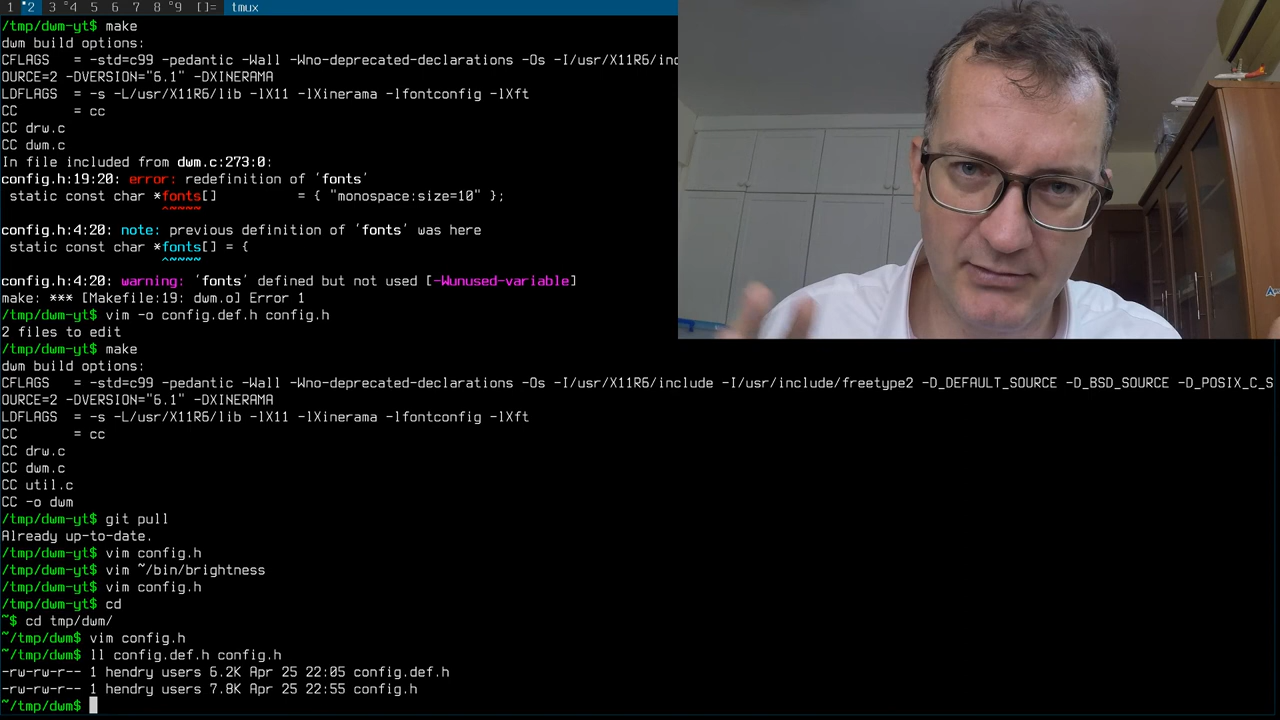 1 *2 3 °4 5 6 7 8 °9 []= tmux
/tmp/dwm-yt$ make
dwm build options:
CFLAGS   = -std=c99 -pedantic -Wall -Wno-deprecated-declarations -Os -I/usr/X11R6/inc
OURCE=2 -DVERSION="6.1" -DXINERAMA
LDFLAGS  = -s -L/usr/X11R6/lib -lX11 -lXinerama -lfontconfig -lXft
CC       = cc
CC drw.c
CC dwm.c
In file included from dwm.c:273:0:
config.h:19:20: error: redefinition of ‘fonts’
 static const char *fonts[]          = { "monospace:size=10" };
                    ^~~~~
config.h:4:20: note: previous definition of ‘fonts’ was here
 static const char *fonts[] = {
                    ^~~~~
config.h:4:20: warning: ‘fonts’ defined but not used [-Wunused-variable]
make: *** [Makefile:19: dwm.o] Error 1
/tmp/dwm-yt$ vim -o config.def.h config.h
2 files to edit
/tmp/dwm-yt$ make
dwm build options:
CFLAGS   = -std=c99 -pedantic -Wall -Wno-deprecated-declarations -Os -I/usr/X11R6/include -I/usr/include/freetype2 -D_DEFAULT_SOURCE -D_BSD_SOURCE -D_POSIX_C_S
OURCE=2 -DVERSION="6.1" -DXINERAMA
LDFLAGS  = -s -L/usr/X11R6/lib -lX11 -lXinerama -lfontconfig -lXft
CC       = cc
CC drw.c
CC dwm.c
CC util.c
CC -o dwm
/tmp/dwm-yt$ git pull
Already up-to-date.
/tmp/dwm-yt$ vim config.h
/tmp/dwm-yt$ vim ~/bin/brightness
/tmp/dwm-yt$ vim config.h
/tmp/dwm-yt$ cd
~$ cd tmp/dwm/
~/tmp/dwm$ vim config.h
~/tmp/dwm$ ll config.def.h config.h
-rw-rw-r-- 1 hendry users 6.2K Apr 25 22:05 config.def.h
-rw-rw-r-- 1 hendry users 7.8K Apr 25 22:55 config.h
~/tmp/dwm$